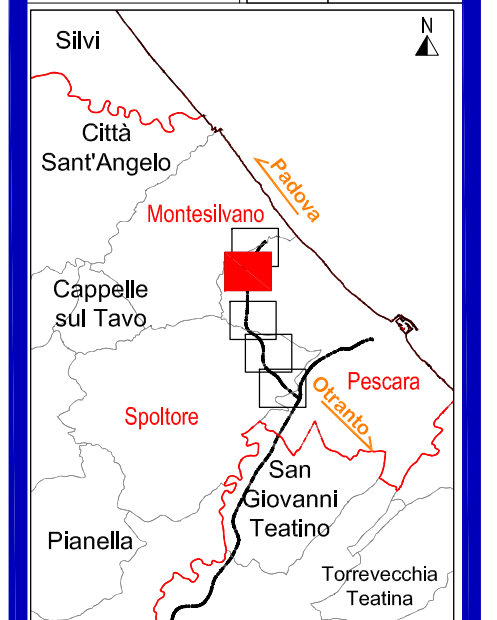 N
Silvi
Città
Sant'Angelo
Padova
Montesilvano
Cappelle
sul Tavo
Pescara
Otranto
Spoltore
San
Giovanni
Teatino
Pianella
Torrevecchia
Teatina